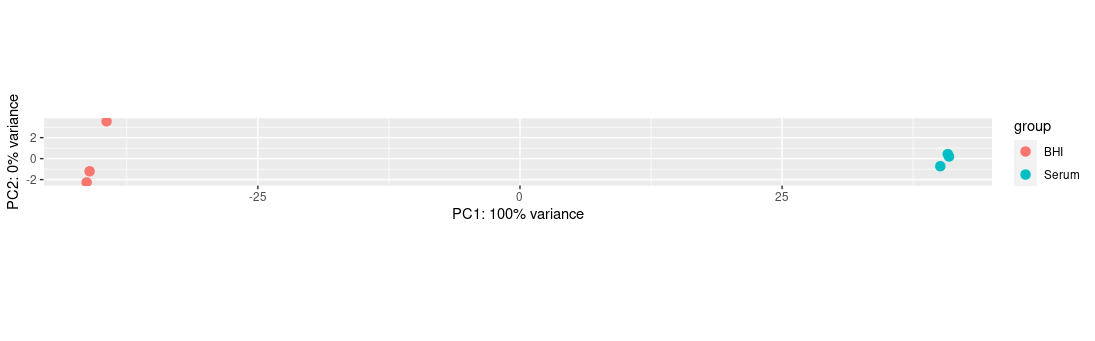 PC2: 0% variance
2
0
-2
-25
0
25
PC1: 100% variance
group
BHI
Serum